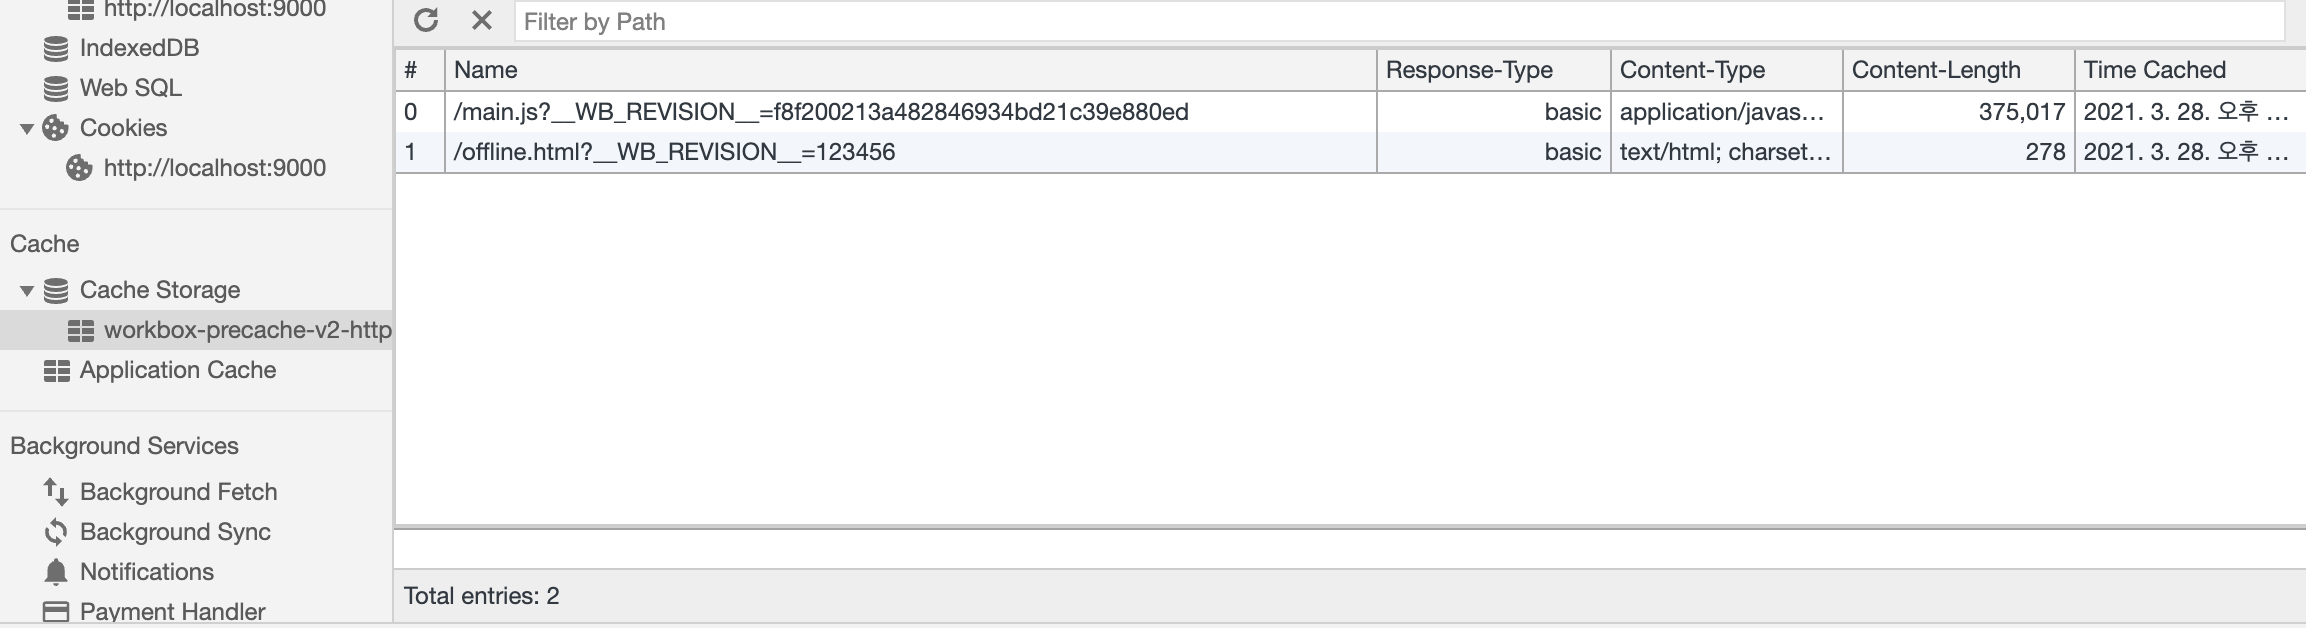 http://localhost:9000
IndexedDB
Web SQL
Cookies
http://localhost:9000
Cache
Cache Storage
workbox-precache-v2-http
Application Cache
Background Services
Background Fetch
Background Sync
Notifications
Payment Handler
Filter by Path
# Name Response-Type Content-Type Content-Length Time Cached
0 /main.js?__WB_REVISION__=f8f200213a482846934bd21c39e880ed basic application/javas… 375,017 2021. 3. 28. 오후 …
1 /offline.html?__WB_REVISION__=123456 basic text/html; charset… 278 2021. 3. 28. 오후 …
Total entries: 2